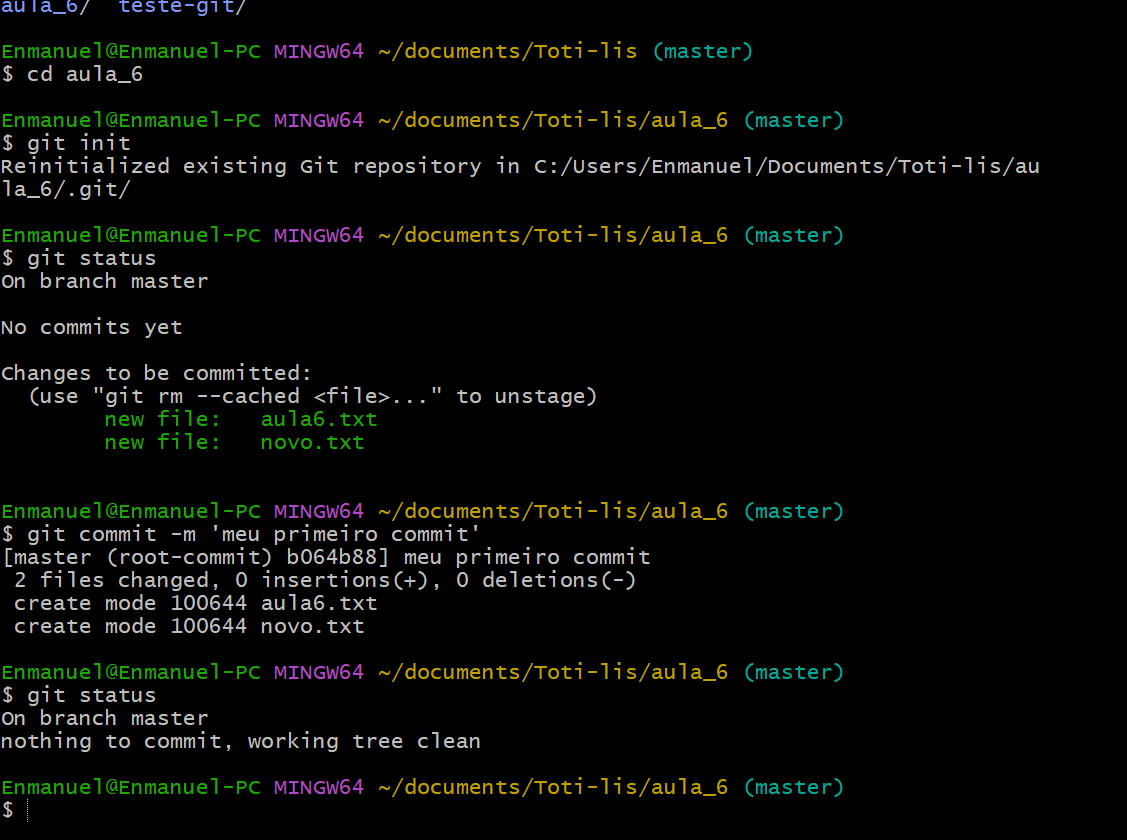 aula_6/  teste-git/

Enmanuel@Enmanuel-PC MINGW64 ~/documents/Toti-lis (master)
$ cd aula_6

Enmanuel@Enmanuel-PC MINGW64 ~/documents/Toti-lis/aula_6 (master)
$ git init
Reinitialized existing Git repository in C:/Users/Enmanuel/Documents/Toti-lis/au
la_6/.git/

Enmanuel@Enmanuel-PC MINGW64 ~/documents/Toti-lis/aula_6 (master)
$ git status
On branch master

No commits yet

Changes to be committed:
  (use "git rm --cached <file>..." to unstage)
        new file:   aula6.txt
        new file:   novo.txt


Enmanuel@Enmanuel-PC MINGW64 ~/documents/Toti-lis/aula_6 (master)
$ git commit -m 'meu primeiro commit'
[master (root-commit) b064b88] meu primeiro commit
 2 files changed, 0 insertions(+), 0 deletions(-)
 create mode 100644 aula6.txt
 create mode 100644 novo.txt

Enmanuel@Enmanuel-PC MINGW64 ~/documents/Toti-lis/aula_6 (master)
$ git status
On branch master
nothing to commit, working tree clean

Enmanuel@Enmanuel-PC MINGW64 ~/documents/Toti-lis/aula_6 (master)
$